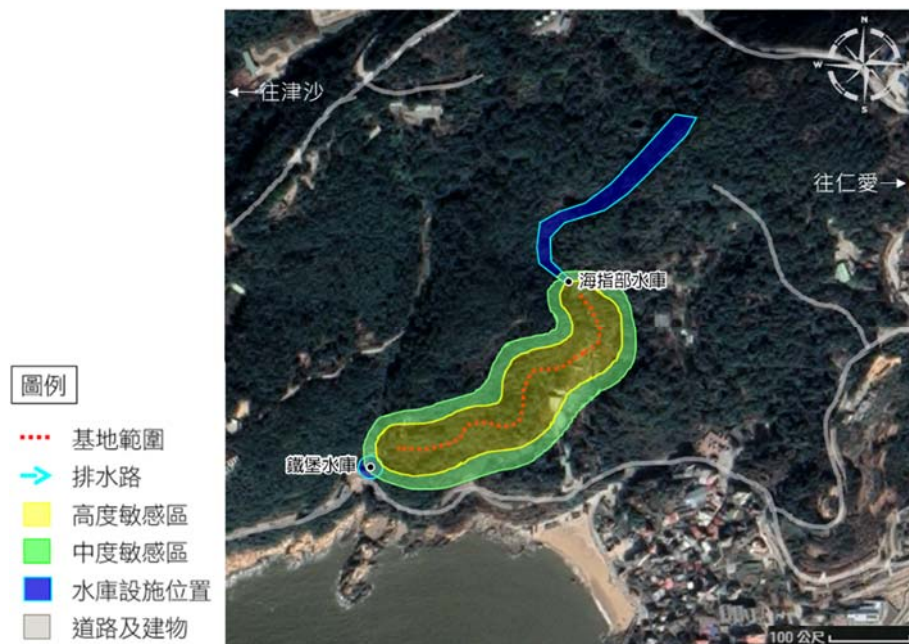 N
W
E
S
←往津沙
往仁愛→
海指部水庫
鐵堡水庫
圖例
基地範圍
排水路
高度敏感區
中度敏感區
水庫設施位置
道路及建物
100 公尺